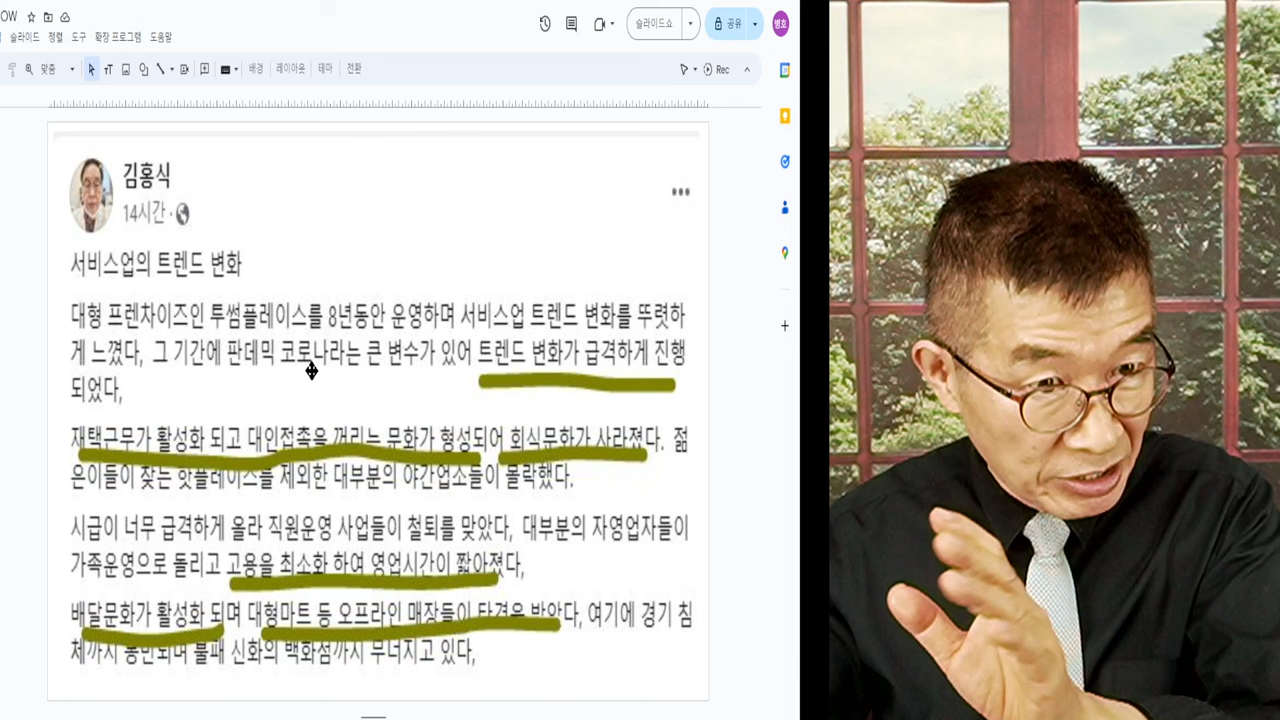 OW
슬라이드 정렬 도구 확장 프로그램 도움말
슬라이드쇼
공유
병호
맞춤
배경 레이아웃 테마 전환
Rec
김홍식
14시간
서비스업의 트렌드 변화
대형 프렌차이즈인 투썸플레이스를 8년동안 운영하며 서비스업 트렌드 변화를 뚜렷하
게 느꼈다, 그 기간에 판데믹 코로나라는 큰 변수가 있어 트렌드 변화가 급격하게 진행
되었다,
재택근무가 활성화 되고 대인접촉을 꺼리는 문화가 형성되어 회식문화가 사라졌다. 젊
은이들이 찾는 핫플레이스를 제외한 대부분의 야간업소들이 몰락했다.
시급이 너무 급격하게 올라 직원운영 사업들이 철퇴를 맞았다, 대부분의 자영업자들이
가족운영으로 돌리고 고용을 최소화 하여 영업시간이 짧아졌다,
배달문화가 활성화 되며 대형마트 등 오프라인 매장들이 타격을 받았다, 여기에 경기 침
체까지 동반되며 불패 신화의 백화점까지 무너지고 있다,